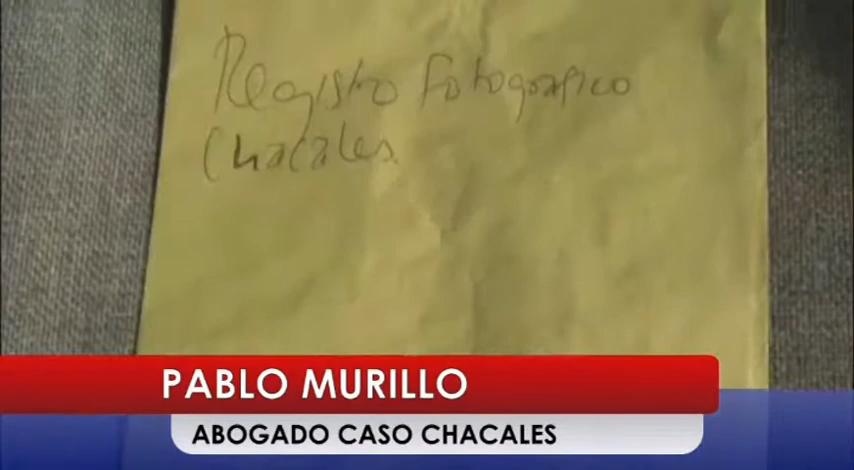 Registro fotografico
Chacales.
PABLO MURILLO
ABOGADO CASO CHACALES